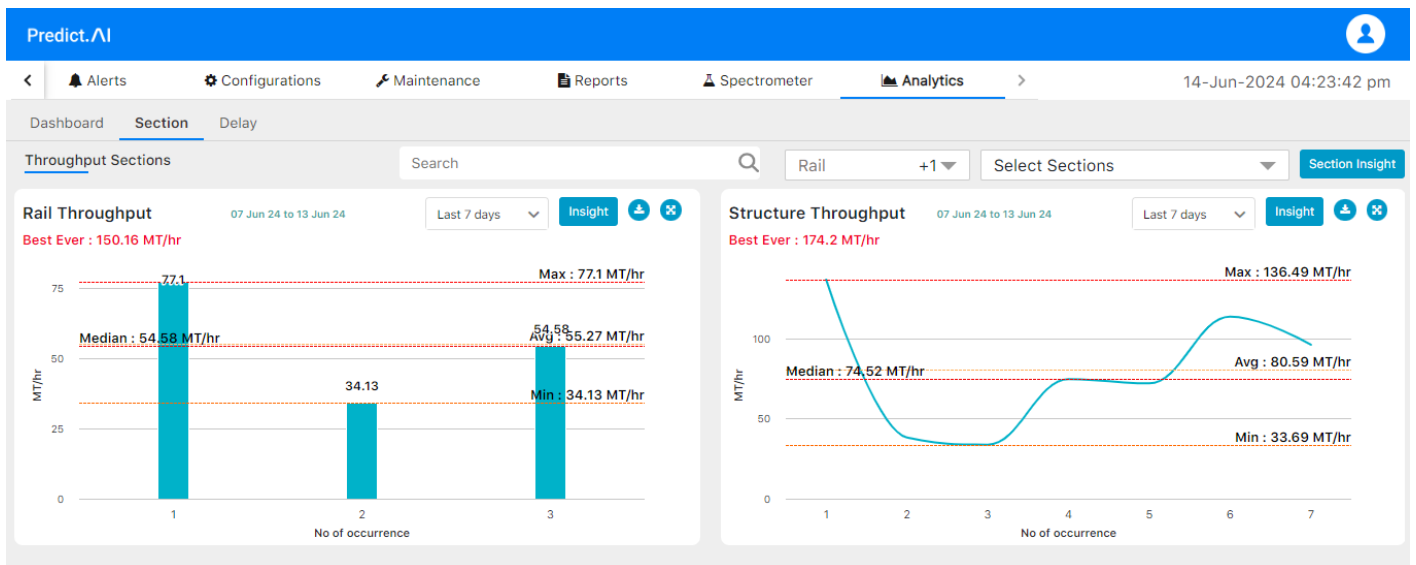 Predict.AI
Alerts Configurations Maintenance Reports Spectrometer Analytics 14-Jun-2024 04:23:42 pm
Dashboard Section Delay
Throughput Sections Search Rail +1 Select Sections Section Insight
Rail Throughput 07 Jun 24 to 13 Jun 24 Last 7 days Insight
Best Ever : 150.16 MT/hr
Max : 77.1 MT/hr
77.1
75
54.58
Median : 54.58 MT/hr Avg : 55.27 MT/hr
50
34.13
Min : 34.13 MT/hr
MT/hr
25
0
1 2 3
No of occurrence
Structure Throughput 07 Jun 24 to 13 Jun 24 Last 7 days Insight
Best Ever : 174.2 MT/hr
Max : 136.49 MT/hr
100
Avg : 80.59 MT/hr
Median : 74.52 MT/hr
MT/hr
50
Min : 33.69 MT/hr
0
1 2 3 4 5 6 7
No of occurrence